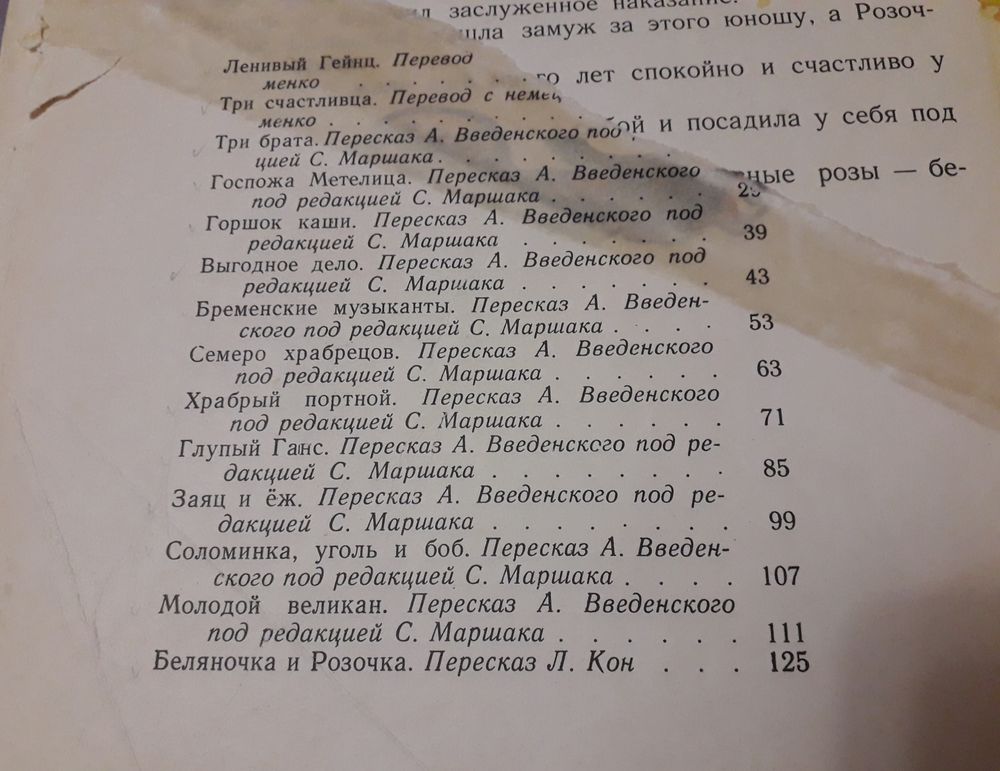 л заслуженное наказание.
шла замуж за этого юношу, а Розоч-
го лет спокойно и счастливо у
ой и посадила у себя под
ные розы — бе-
Ленивый Гейнц. Перевод
менко . . . . . . . .
Три счастливца. Перевод с немец
менко . . . . . . . .
Три брата. Пересказ А. Введенского под
цией С. Маршака . . . . . . .
Госпожа Метелица. Пересказ А. Введенского
под редакцией С. Маршака . . . . . .
Горшок каши. Пересказ А. Введенского под
редакцией С. Маршака . . . . . . . 39
Выгодное дело. Пересказ А. Введенского под
редакцией С. Маршака . . . . . . . 43
Бременские музыканты. Пересказ А. Введен-
ского под редакцией С. Маршака . . . . 53
Семеро храбрецов. Пересказ А. Введенского
под редакцией С. Маршака . . . . . . 63
Храбрый портной. Пересказ А. Введенского
под редакцией С. Маршака . . . . . . 71
Глупый Ганс. Пересказ А. Введенского под ре-
дакцией С. Маршака . . . . . . . . 85
Заяц и ёж. Пересказ А. Введенского под ре-
дакцией С. Маршака . . . . . . . . 99
Соломинка, уголь и боб. Пересказ А. Введен-
ского под редакцией С. Маршака . . . . 107
Молодой великан. Пересказ А. Введенского
под редакцией С. Маршака . . . . . . 111
Беляночка и Розочка. Пересказ Л. Кон . . . 125